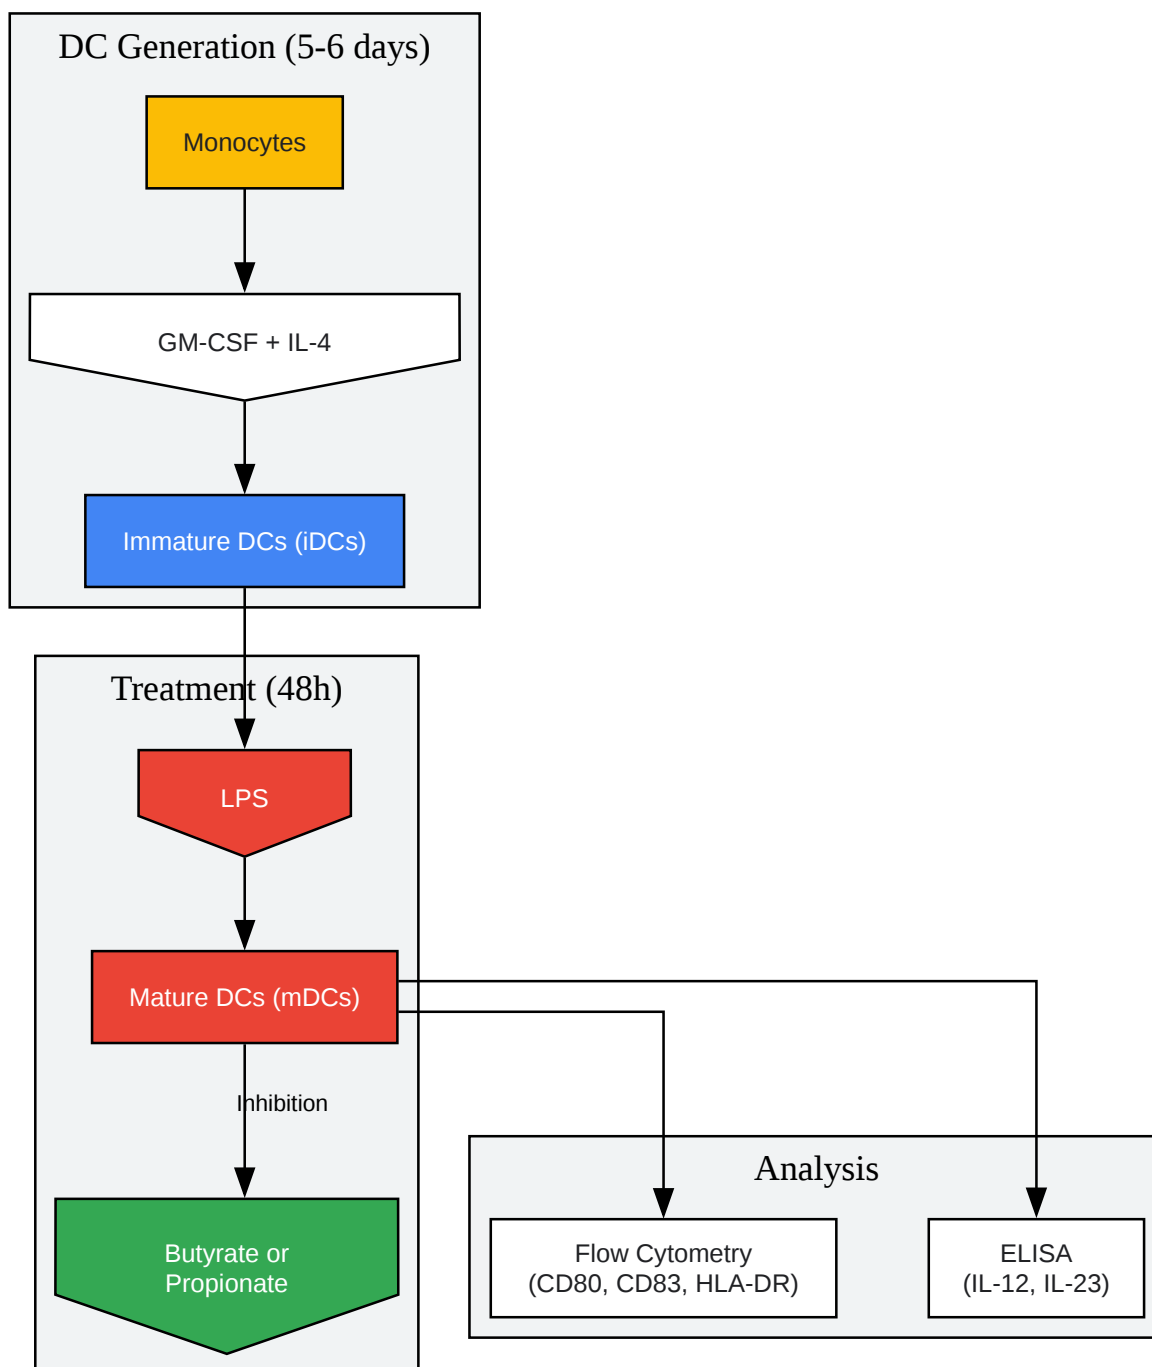 DC Generation (5-6 days)
Monocytes
GM-CSF + IL-4
Immature DCs (iDCs)
Treatment (48h)
LPS
Mature DCs (mDCs)
Inhibition
Butyrate or
Propionate
Analysis
Flow Cytometry
(CD80, CD83, HLA-DR)
ELISA
(IL-12, IL-23)